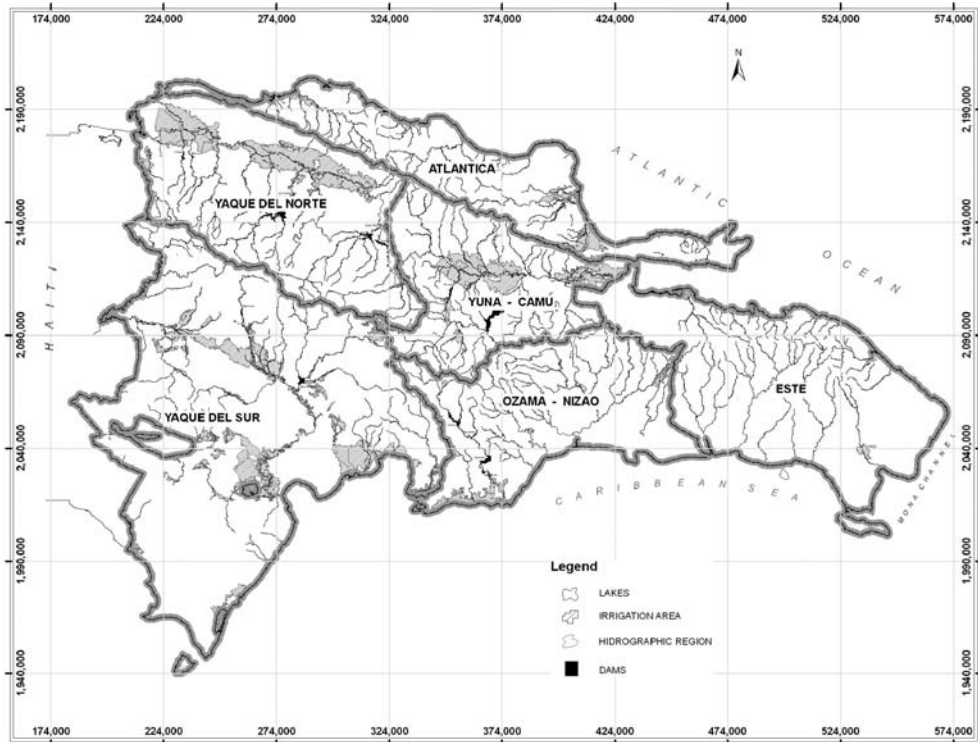 174,000 224,000 274,000 324,000 374,000 424,000 474,000 524,000 574,000
N
2,190,000 2,190,000
ATLANTIC
ATLANTICA
YAQUE DEL NORTE
2,140,000 2,140,000
OCEAN
HAITI
YUNA - CAMU
2,090,000 2,090,000
ESTE
OZAMA - NIZAO
YAQUE DEL SUR
2,040,000 2,040,000
MONA CHANNEL
CARIBBEAN SEA
1,990,000 1,990,000
Legend
LAKES
IRRIGATION AREA
HIDROGRAPHIC REGION
DAMS
1,940,000 1,940,000
174,000 224,000 274,000 324,000 374,000 424,000 474,000 524,000 574,000